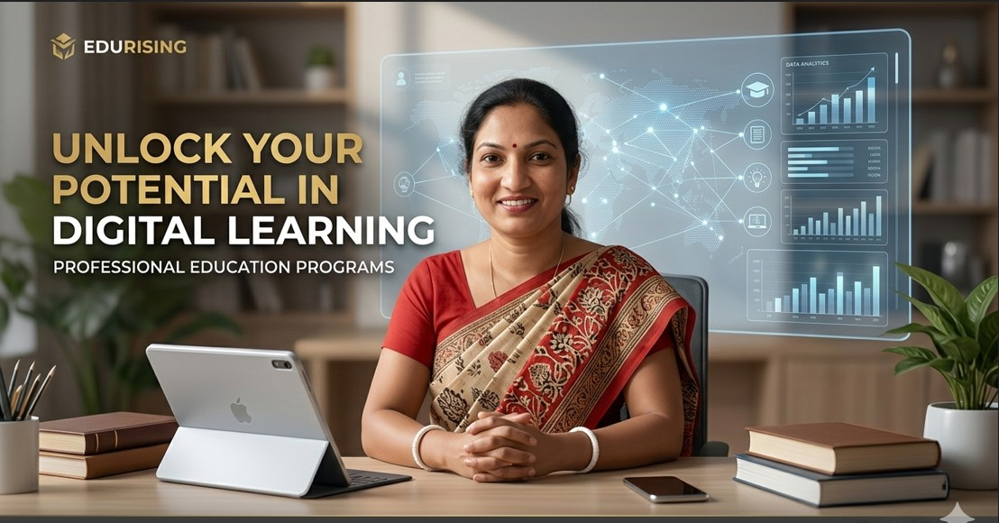 EDURISING
UNLOCK YOUR
POTENTIAL IN
DIGITAL LEARNING
PROFESSIONAL EDUCATION PROGRAMS
DATA ANALYTICS